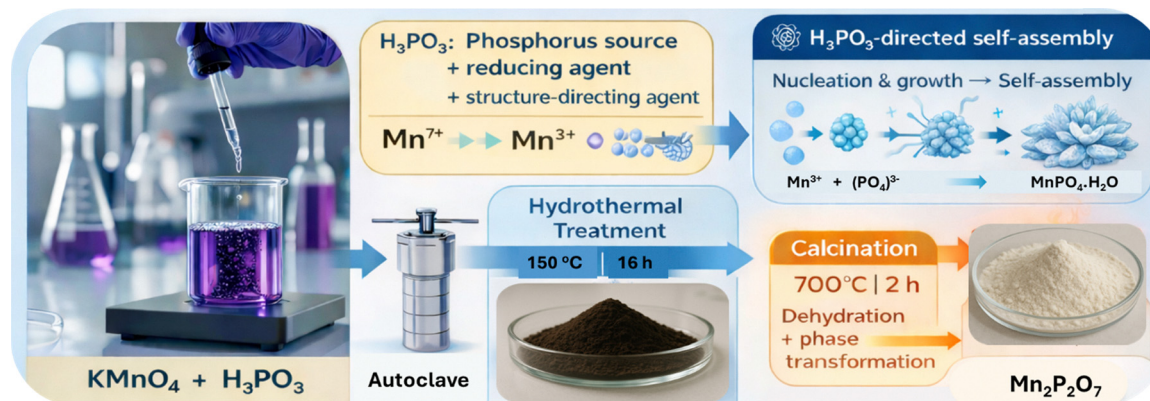 H₃PO₃: Phosphorus source
+ reducing agent
+ structure-directing agent
Mn⁷⁺ Mn³⁺
H₃PO₃-directed self-assembly
Nucleation & growth → Self-assembly
+ +
Mn³⁺ + (PO₄)³⁻
MnPO₄.H₂O
KMnO₄ + H₃PO₃
Autoclave
Hydrothermal
Treatment
150 ºC | 16 h
Calcination
700°C | 2 h
Dehydration
+ phase
transformation
Mn₂P₂O₇